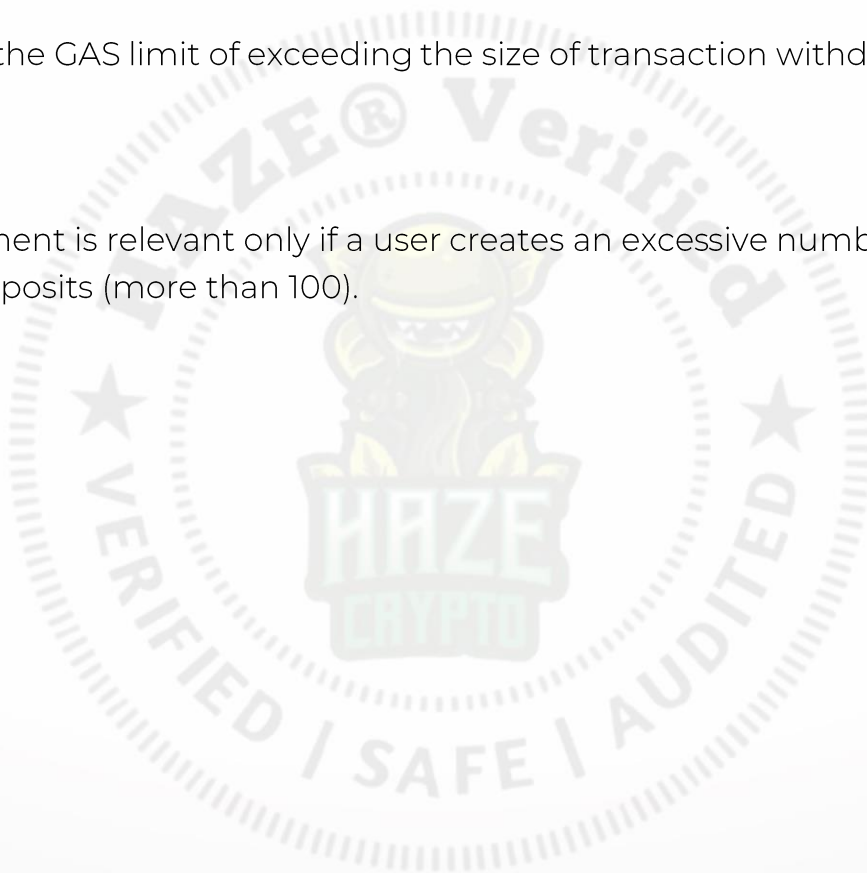 the GAS limit of exceeding the size of transaction withd
HAZE® Verified
ment is relevant only if a user creates an excessive numb
posits (more than 100).
HAZE
CRYPTO
VERIFIED | SAFE | AUDITED